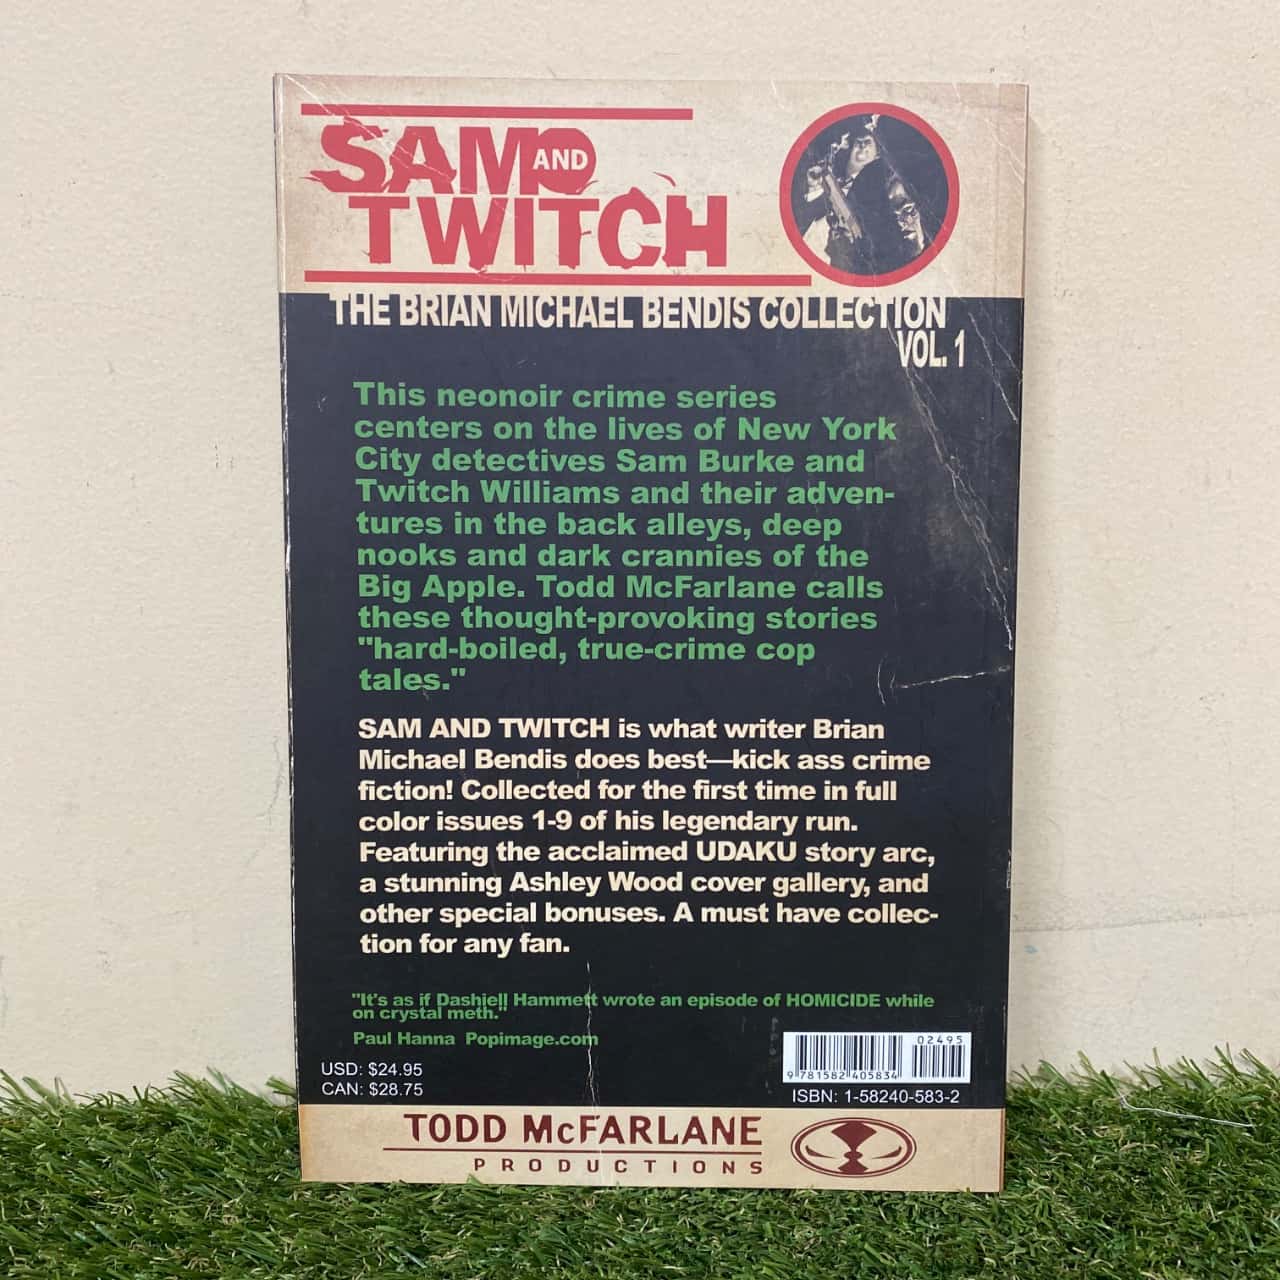 SAM AND
TWITCH
THE BRIAN MICHAEL BENDIS COLLECTION
VOL. 1
This neonoir crime series
centers on the lives of New York
City detectives Sam Burke and
Twitch Williams and their adven-
tures in the back alleys, deep
nooks and dark crannies of the
Big Apple. Todd McFarlane calls
these thought-provoking stories
"hard-boiled, true-crime cop
tales."
SAM AND TWITCH is what writer Brian
Michael Bendis does best—kick ass crime
fiction! Collected for the first time in full
color issues 1-9 of his legendary run.
Featuring the acclaimed UDAKU story arc,
a stunning Ashley Wood cover gallery, and
other special bonuses. A must have collec-
tion for any fan.
"It's as if Dashiell Hammett wrote an episode of HOMICIDE while
on crystal meth."
Paul Hanna Popimage.com
USD: $24.95
CAN: $28.75
02495
9 781582 405834
ISBN: 1-58240-583-2
TODD McFARLANE
PRODUCTIONS